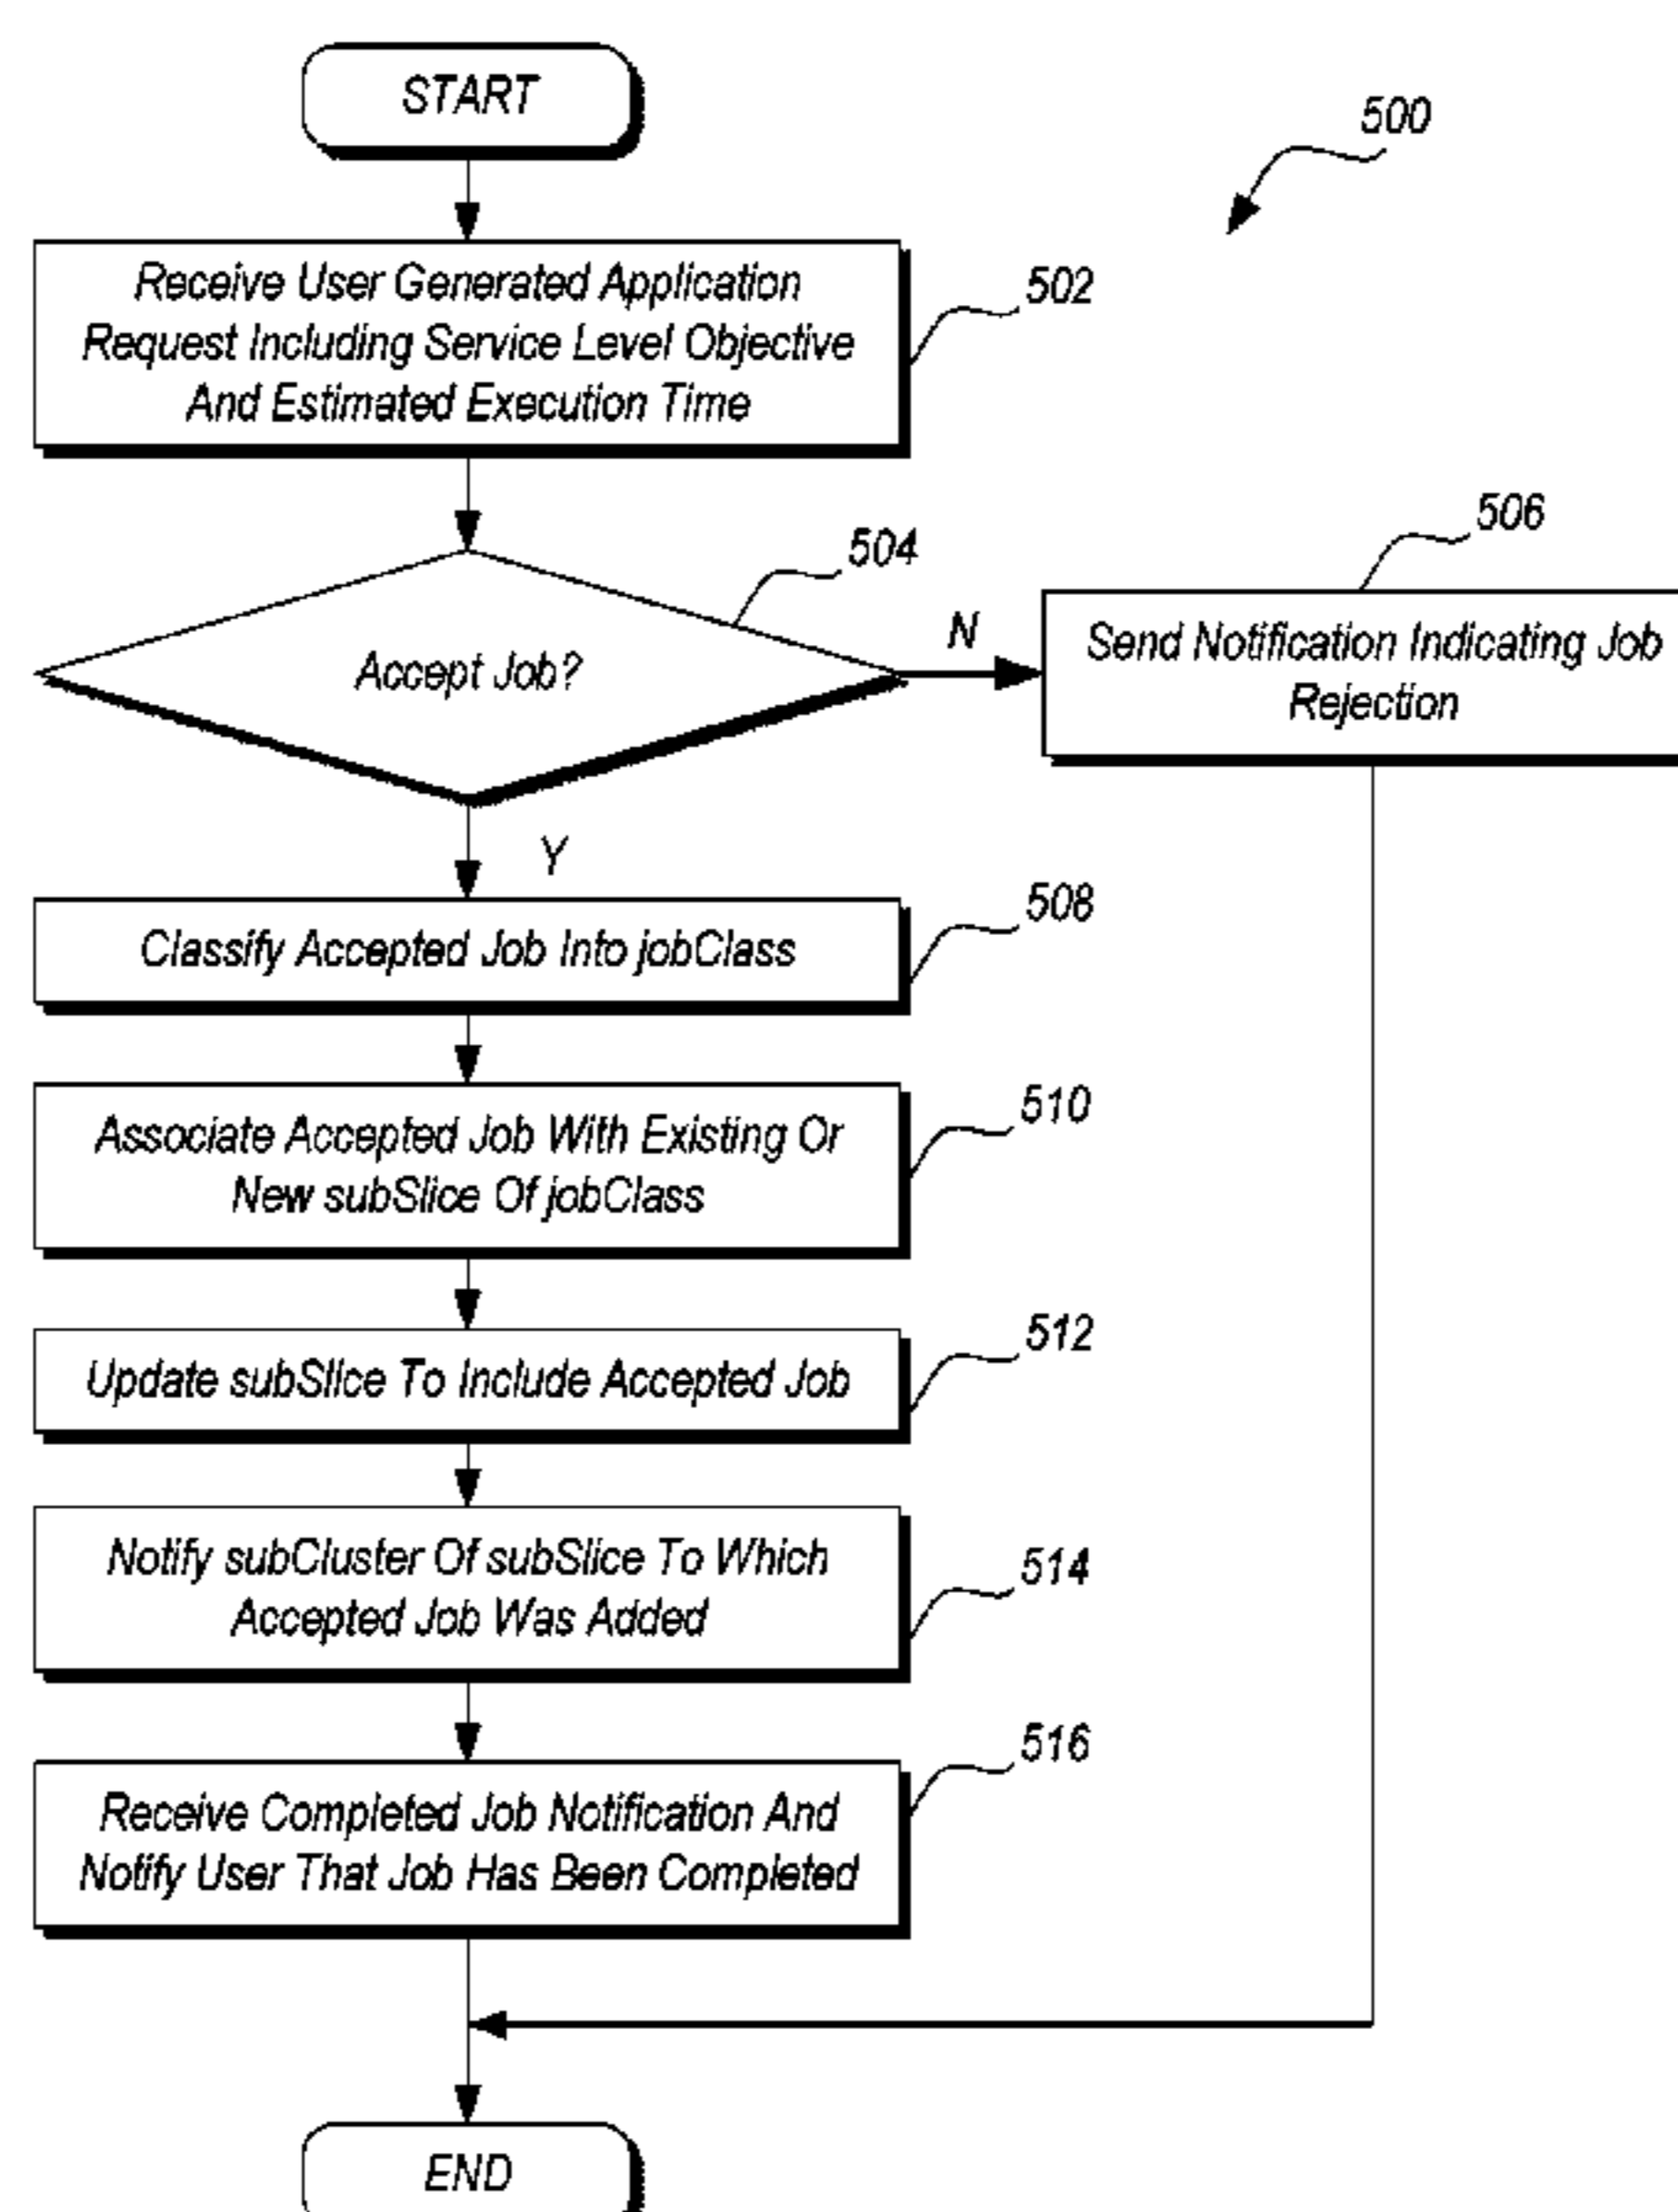 START
500
Receive User Generated Application
Request Including Service Level Objective
And Estimated Execution Time
502
504
Accept Job?
N
506
Send Notification Indicating Job
Rejection
Y
Classify Accepted Job Into jobClass
508
Associate Accepted Job With Existing Or
New subSlice Of jobClass
510
Update subSlice To Include Accepted Job
512
Notify subCluster Of subSlice To Which
Accepted Job Was Added
514
Receive Completed Job Notification And
Notify User That Job Has Been Completed
516
END